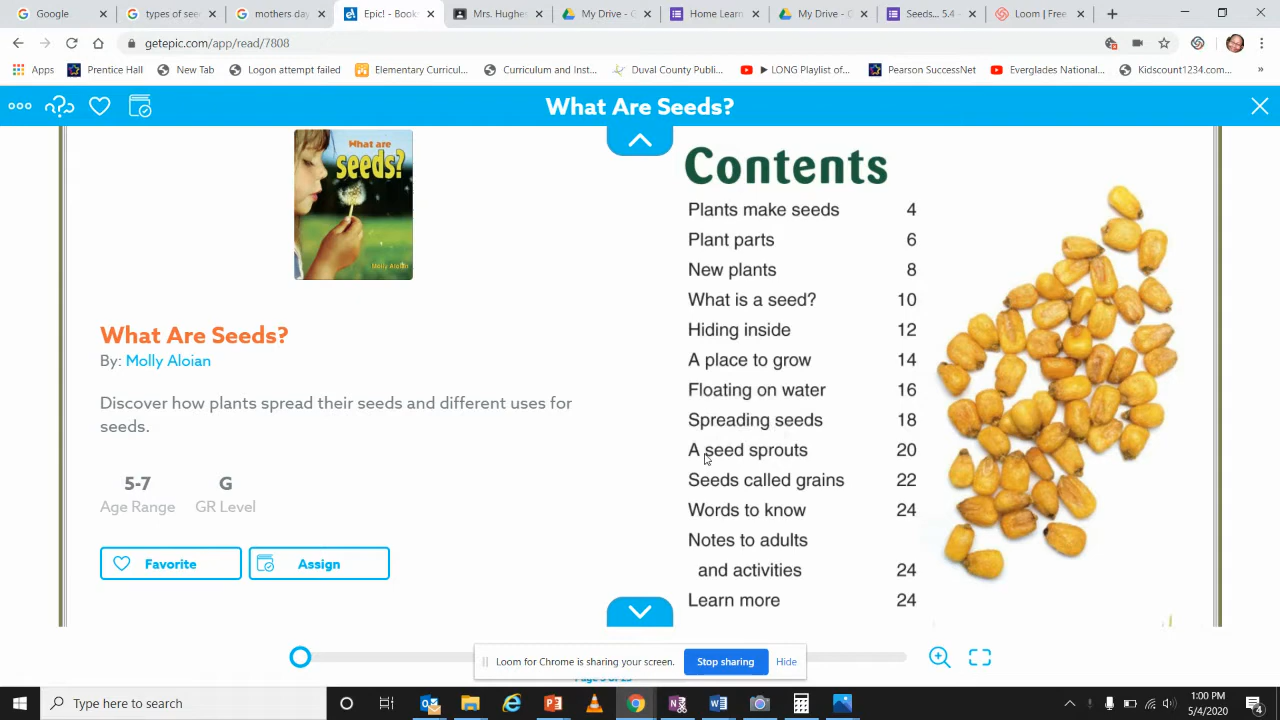 Google
types of w
mothers day
Epic! - Book
Mrs. Hughe
My Drive - G
Home Learn
My Drive - G
Seeds... 5.4
Loom | Free
getepic.com/app/read/7808
Apps
Prentice Hall
New Tab
Logon attempt failed
Elementary Curricul...
Curriculum and Inst...
Duval County Publi...
► LONG Playlist of...
Pearson SuccessNet
Everglades National...
Kidscount1234.com...
»
What Are Seeds?
What are
seeds?
Molly Aloian
What Are Seeds?
By: Molly Aloian
Discover how plants spread their seeds and different uses for
seeds.
5-7 G
Age Range GR Level
Favorite Assign
Contents
Plants make seeds 4
Plant parts 6
New plants 8
What is a seed? 10
Hiding inside 12
A place to grow 14
Floating on water 16
Spreading seeds 18
A seed sprouts 20
Seeds called grains 22
Words to know 24
Notes to adults
and activities 24
Learn more 24
Loom for Chrome is sharing your screen. Stop sharing Hide
Type here to search
1:00 PM
5/4/2020
4